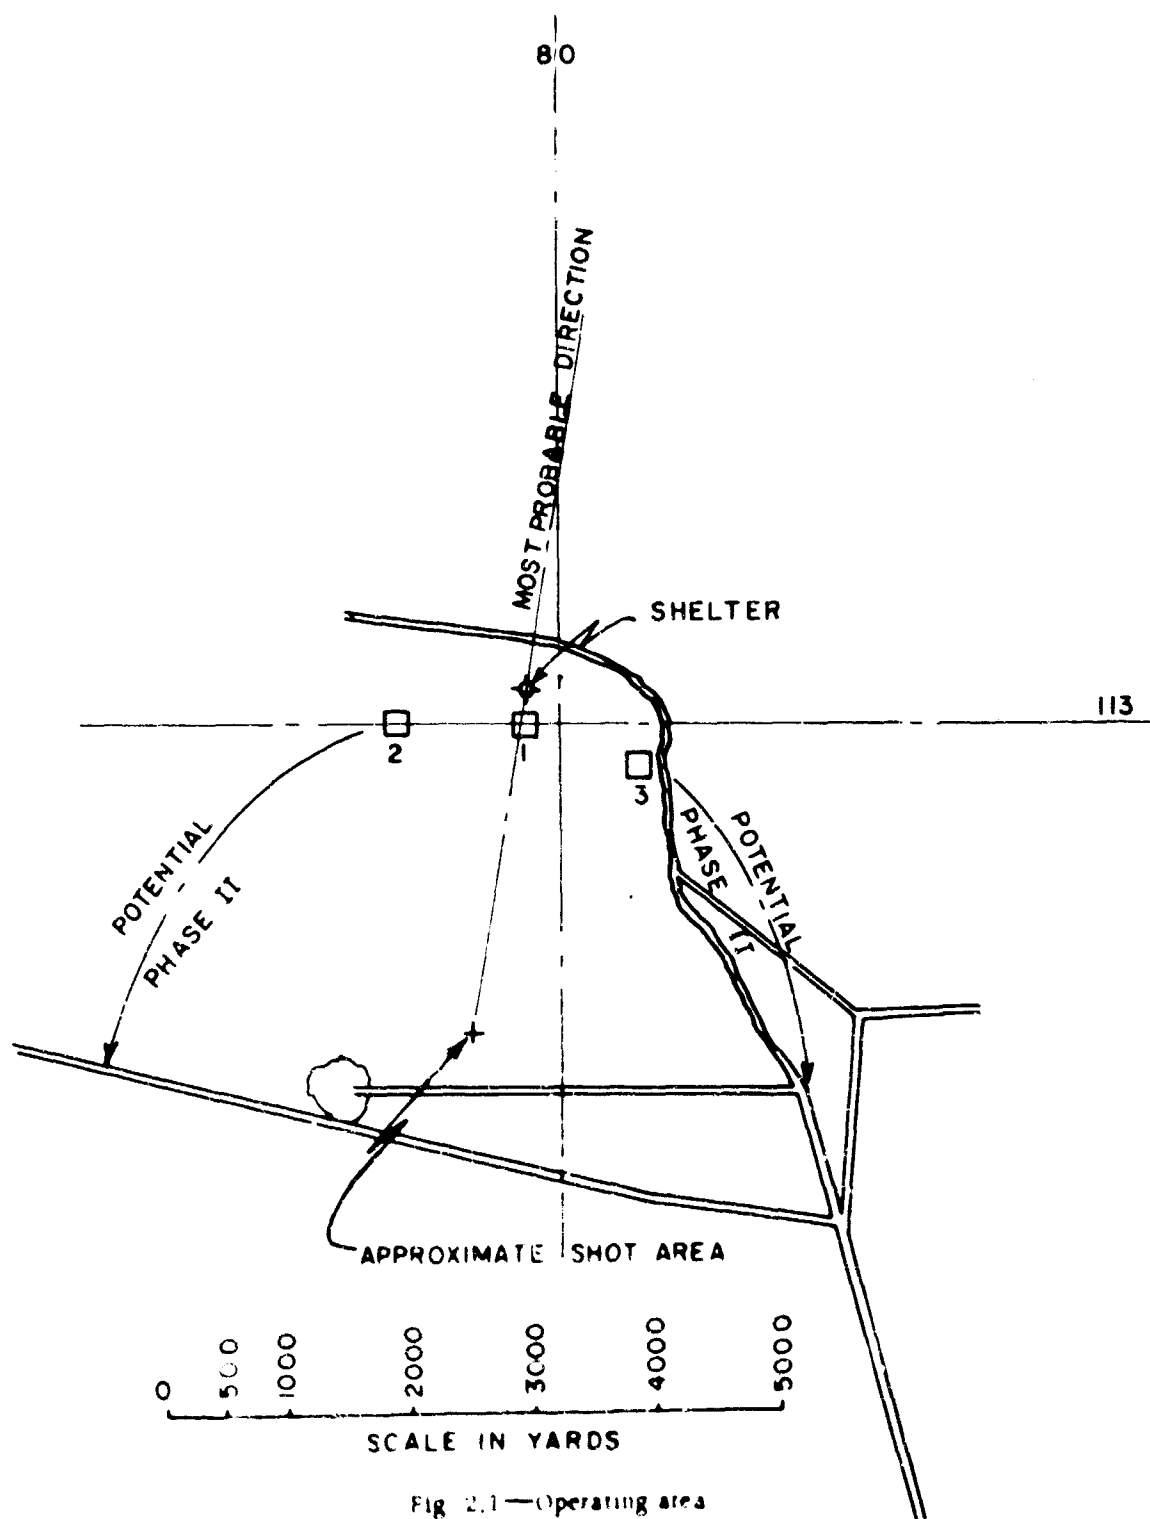 80
MOST PROBABLE DIRECTION
SHELTER
113
2
1
3
POTENTIAL
PHASE II
POTENTIAL
PHASE II
APPROXIMATE SHOT AREA
0
500
1000
2000
3000
4000
5000
SCALE IN YARDS
Fig. 2.1—Operating area